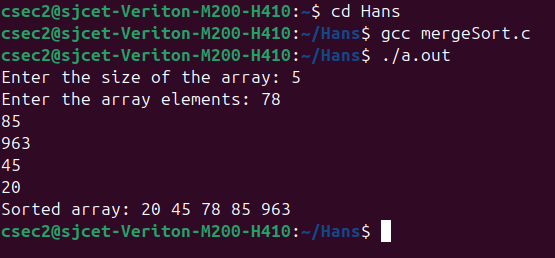 csec2@sjcet-Veriton-M200-H410:~$ cd Hans
csec2@sjcet-Veriton-M200-H410:~/Hans$ gcc mergeSort.c
csec2@sjcet-Veriton-M200-H410:~/Hans$ ./a.out
Enter the size of the array: 5
Enter the array elements: 78
85
963
45
20
Sorted array: 20 45 78 85 963
csec2@sjcet-Veriton-M200-H410:~/Hans$